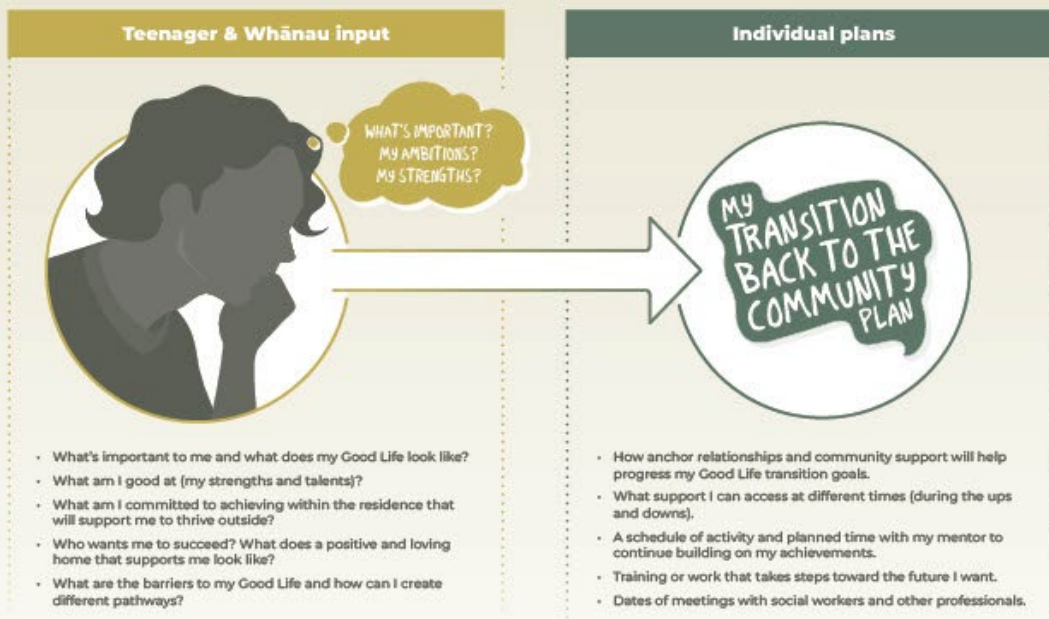 Teenager & Whānau input
WHAT'S IMPORTANT?
MY AMBITIONS?
MY STRENGTHS?
• What's important to me and what does my Good Life look like?
• What am I good at (my strengths and talents)?
• What am I committed to achieving within the residence that
will support me to thrive outside?
• Who wants me to succeed? What does a positive and loving
home that supports me look like?
• What are the barriers to my Good Life and how can I create
different pathways?
Individual plans
MY
TRANSITION
BACK TO THE
COMMUNITY
PLAN
• How anchor relationships and community support will help
progress my Good Life transition goals.
• What support I can access at different times (during the ups
and downs).
• A schedule of activity and planned time with my mentor to
continue building on my achievements.
• Training or work that takes steps toward the future I want.
• Dates of meetings with social workers and other professionals.